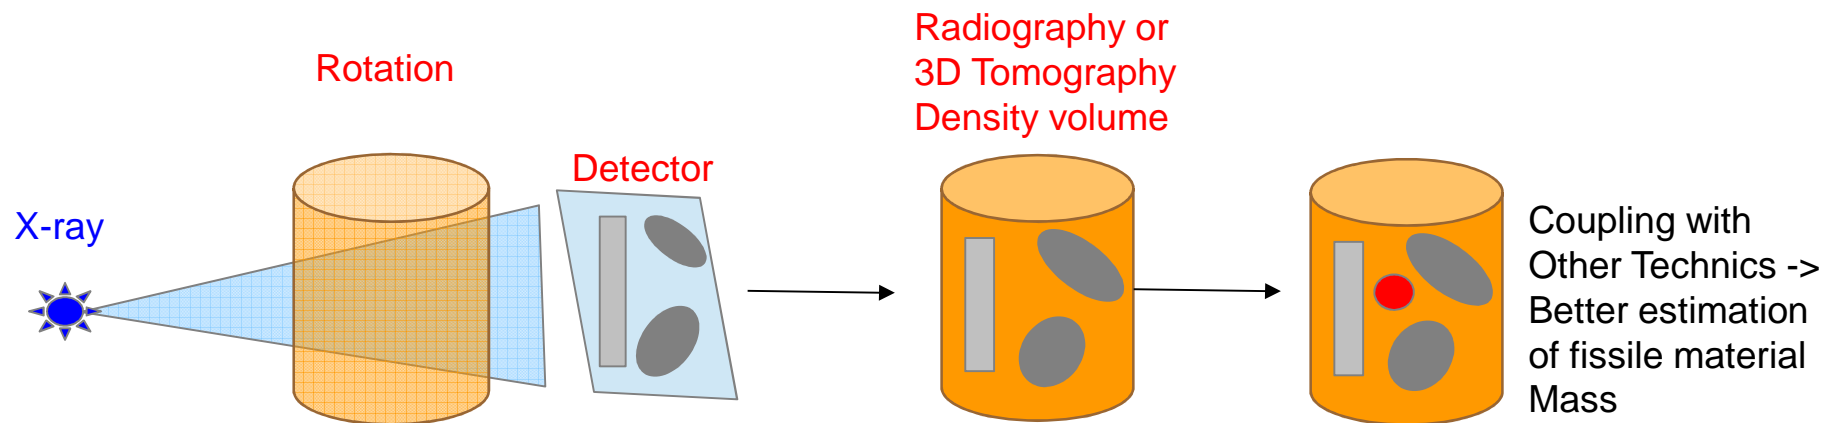 X-ray
Rotation
Detector
Radiography or
3D Tomography
Density volume
Coupling with
Other Technics ->
Better estimation
of fissile material
Mass